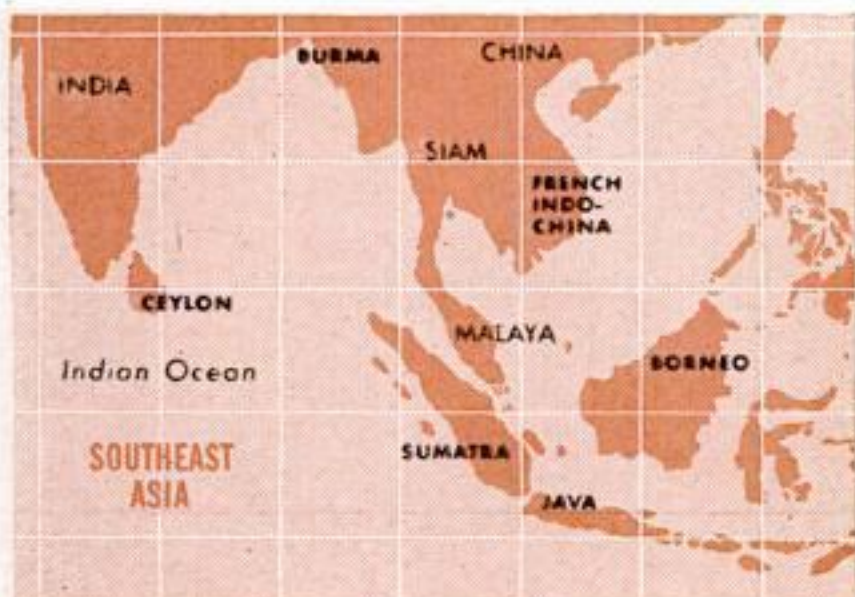 BURMA
CHINA
INDIA
SIAM
FRENCH
INDO-
CHINA
CEYLON
MALAYA
Indian Ocean
BORNEO
SOUTHEAST
ASIA
SUMATRA
JAVA